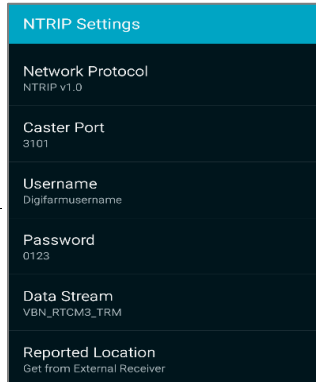 NTRIP Settings
Network Protocol
NTRIP v1.0
Caster Port
3101
Username
Digifarmusername
Password
0123
Data Stream
VBN_RTCM3_TRM
Reported Location
Get from External Receiver